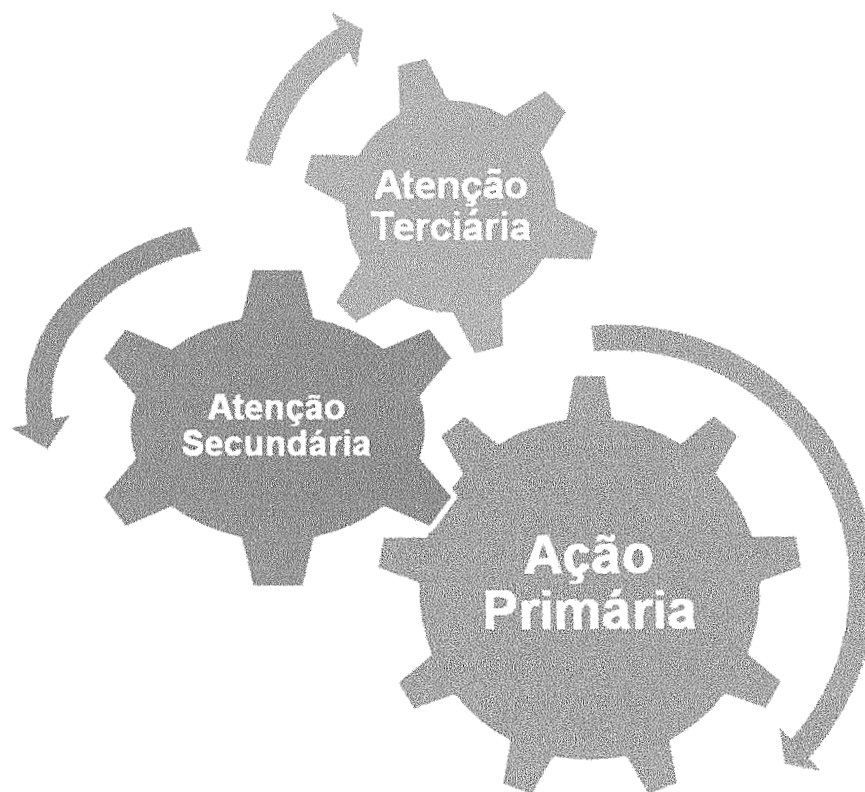 Atenção
Terciária
Atenção
Secundária
Ação
Primária